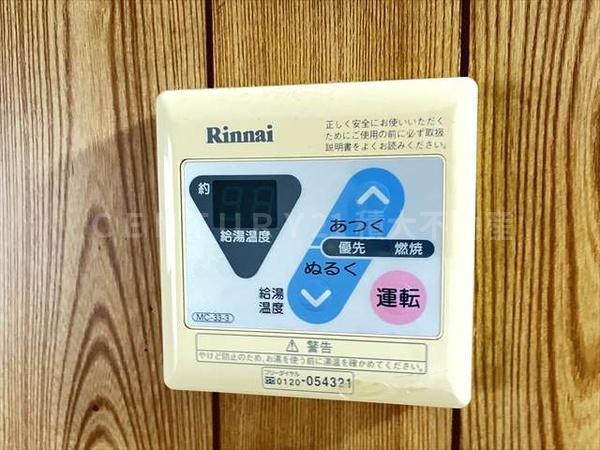 Rinnai
正しく安全にお使いいただく
ためにご使用の前に必ず取扱
説明書をよくお読みください。
約
給湯温度
あつく
優先 燃焼
ぬるく
給湯
温度
運転
MC-33-3
警告
やけど防止のため、お湯を使う前に湯温を確かめてください。
フリーダイヤル
0120-054321
CENTURY 21